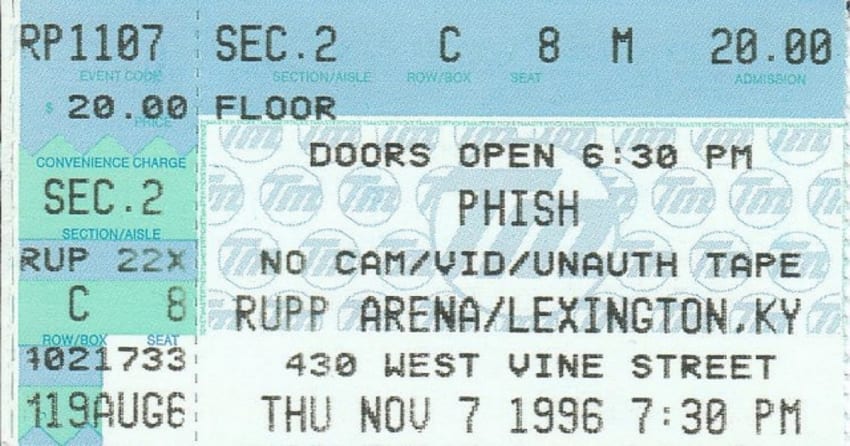 RP1107 SEC.2 C 8 M 20.00
EVENT CODE SECTION/AISLE ROW/BOX SEAT ADMISSION
$ 20.00 FLOOR
PRICE
DOORS OPEN 6:30 PM
CONVENIENCE CHARGE
SEC.2 PHISH
SECTION/AISLE
RUP 22X NO CAM/VID/UNAUTH TAPE
C 8 RUPP ARENA/LEXINGTON,KY
ROW/BOX SEAT
4021733 430 WEST VINE STREET
119AUG6 THU NOV 7 1996 7:30 PM